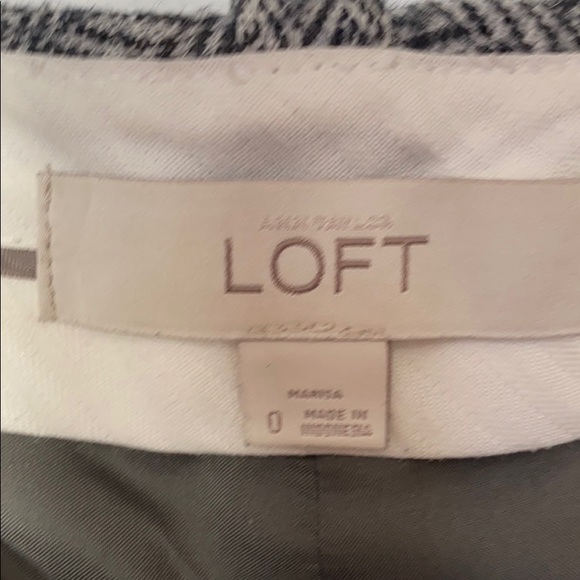 ANN TAYLOR
LOFT
MARISA
0
MADE IN
INDONESIA